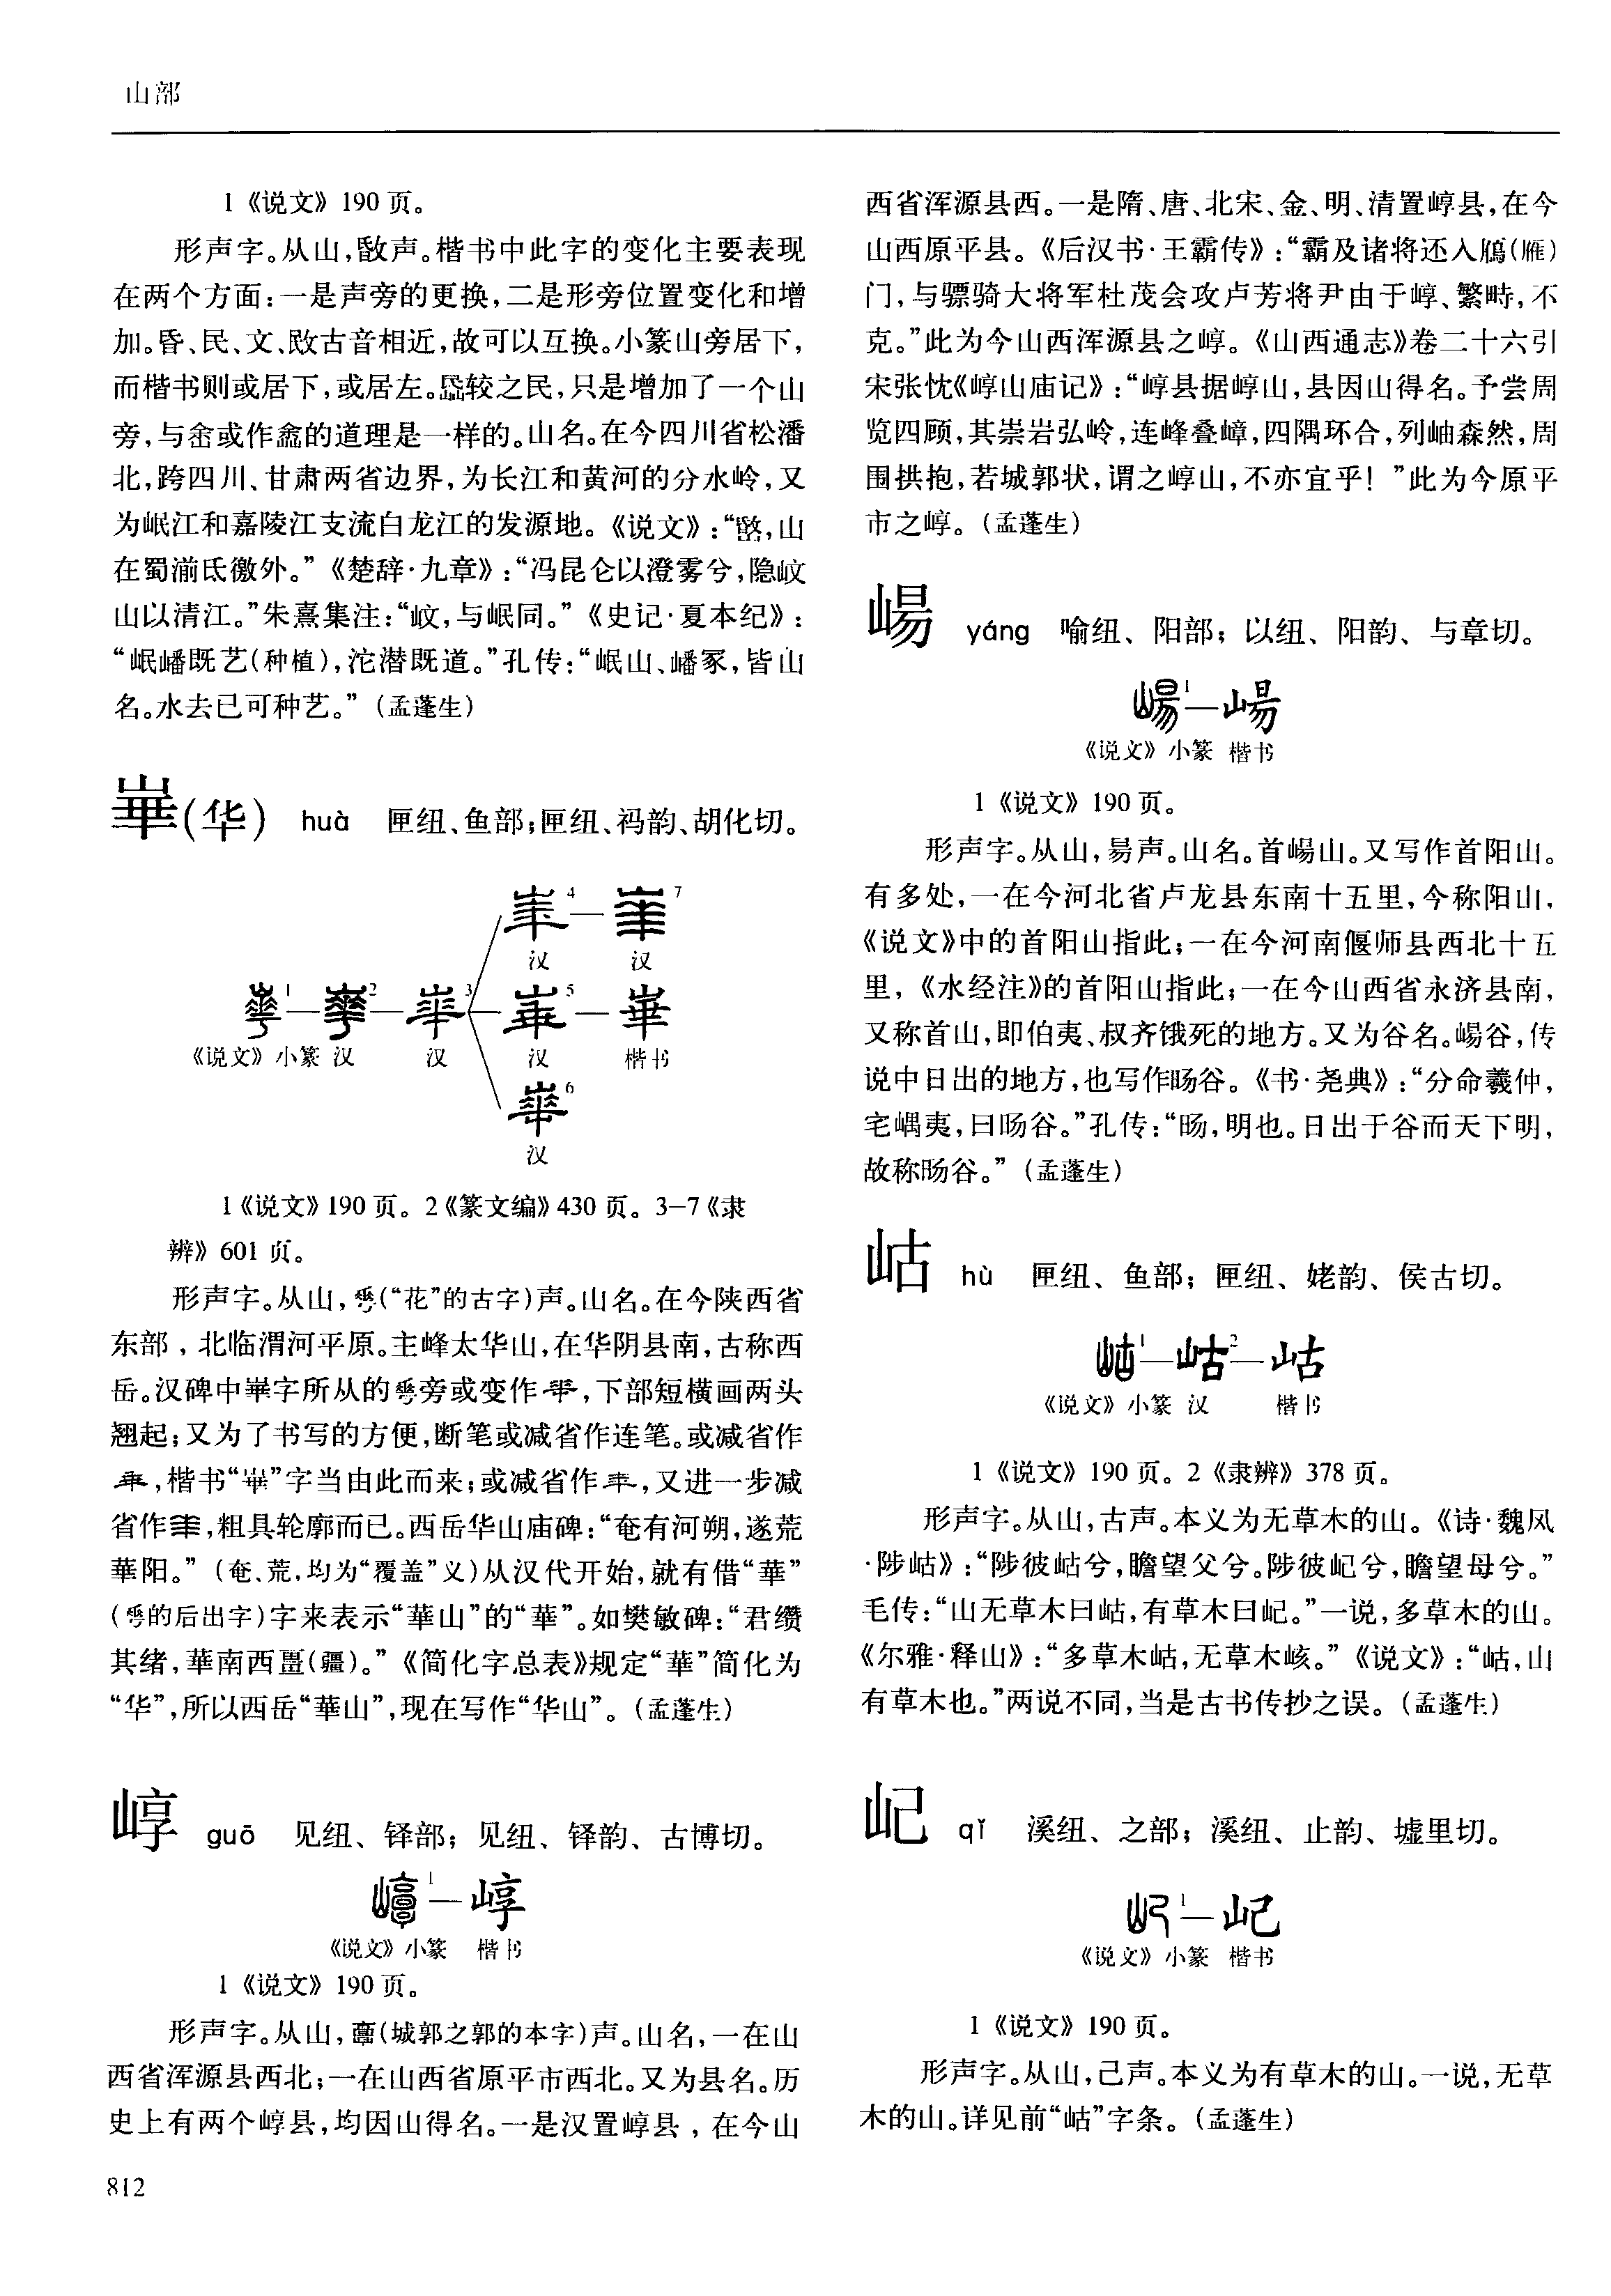 山部
1《说文》190页。
形声字。从山,敃声。楷书中此字的变化主要表现
在两个方面:一是声旁的更换,二是形旁位置变化和增
加。昏、民、文、敃古音相近,故可以互换。小篆山旁居下,
而楷书则或居下,或居左。较之民,只是增加了一个山
旁,与嵞或作的道理是一样的。山名。在今四川省松潘
北,跨四川、甘肃两省边界,为长江和黄河的分水岭,又
为岷江和嘉陵江支流白龙江的发源地。《说文》:“,山
在蜀湔氐徼外。”《楚辞·九章》:“冯昆仑以澄雾兮,隐岐
山以清江。”朱熹集注:“,与岷同。”《史记·夏本纪》:
“岷嶓既艺(种植),沱潜既道。”孔传:“岷山、嶓冢,皆山
名。水去已可种艺。”(孟蓬生)
崋(华) huà 匣纽、鱼部;匣纽、祃韵、胡化切。
4 7
汉 汉
1 2 3 5 崋
《说文》小篆 汉 汉 汉 楷书
6
汉
1《说文》190页。2《篆文编》430页。3-7《隶
辨》601页。
形声字。从山,(“花”的古字)声。山名。在今陕西省
东部,北临渭河平原。主峰太华山,在华阴县南,古称西
岳。汉碑中崋字所从的旁或变作,下部短横画两头
翘起;又为了书写的方便,断笔或减省作连笔。或减省作
,楷书“崋”字当由此而来;或减省作,又进一步减
省作,粗具轮廓而已。西岳华山庙碑:“奄有河朔,遂荒
華阳。”(奄、荒,均为“覆盖”义)从汉代开始,就有借“華”
(的后出字)字来表示“華山”的“華”。如樊敏碑:“君缵
其绪,華南西畺(疆)。”《简化字总表》规定“華”简化为
“华”,所以西岳“華山”,现在写作“华山”。(孟蓬生)
崞 guō 见纽、铎部;见纽、铎韵、古博切。
1 崞
《说文》小篆 楷书
1《说文》190页。
形声字。从山,𩫏(城郭之郭的本字)声。山名,一在山
西省浑源县西北;一在山西省原平市西北。又为县名。历
史上有两个崞县,均因山得名。一是汉置崞县,在今山
812
西省浑源县西。一是隋、唐、北宋、金、明、清置崞县,在今
山西原平县。《后汉书·王霸传》:“霸及诸将还入鴈(雁)
门,与骠骑大将军杜茂会攻卢芳将尹由于崞、繁畤,不
克。”此为今山西浑源县之崞。《山西通志》卷二十六引
宋张忱《崞山庙记》:“崞县据崞山,县因山得名。予尝周
览四顾,其崇岩弘岭,连峰叠嶂,四隅环合,列岫森然,周
围拱抱,若城郭状,谓之崞山,不亦宜乎!”此为今原平
市之崞。(孟蓬生)
崵 yáng 喻纽、阳部;以纽、阳韵、与章切。
1 崵
《说文》小篆 楷书
1《说文》190页。
形声字。从山,昜声。山名。首崵山。又写作首阳山。
有多处,一在今河北省卢龙县东南十五里,今称阳山,
《说文》中的首阳山指此;一在今河南偃师县西北十五
里,《水经注》的首阳山指此;一在今山西省永济县南,
又称首山,即伯夷、叔齐饿死的地方。又为谷名。崵谷,传
说中日出的地方,也写作旸谷。《书·尧典》:“分命羲仲,
宅嵎夷,曰旸谷。”孔传:“旸,明也。日出于谷而天下明,
故称旸谷。”(孟蓬生)
岵 hù 匣纽、鱼部;匣纽、姥韵、侯古切。
1 2 岵
《说文》小篆 汉 楷书
1《说文》190页。2《隶辨》378页。
形声字。从山,古声。本义为无草木的山。《诗·魏风
·陟岵》:“陟彼岵兮,瞻望父兮。陟彼屺兮,瞻望母兮。”
毛传:“山无草木曰岵,有草木曰屺。”一说,多草木的山。
《尔雅·释山》:“多草木岵,无草木峐。”《说文》:“岵,山
有草木也。”两说不同,当是古书传抄之误。(孟蓬生)
屺 qǐ 溪纽、之部;溪纽、止韵、墟里切。
1 屺
《说文》小篆 楷书
1《说文》190页。
形声字。从山,己声。本义为有草木的山。一说,无草
木的山。详见前“岵”字条。(孟蓬生)